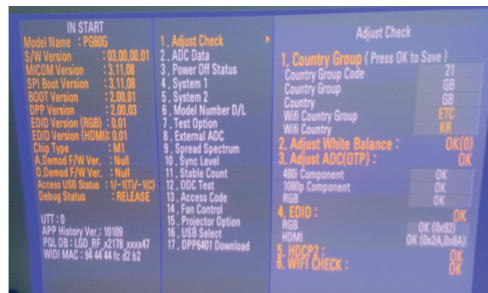 IN START
Model Name : PG60G
S/W Version : 03,00,00,01
MICOM Version : 3,11,08
SPI Boot Version : 3,11,08
BOOT Version : 2,00,01
DPP Version : 2,00,03
EDID Version (RGB) : 0,01
EDID Version (HDMI): 0,01
Chip Type : M1
A,Demod F/W Ver, : Null
D,Demod F/W Ver, : Null
Access USB Status : 1/-1(T)/-1(C)
Debug Status : RELEASE
UTT : 0
APP History Ver,: 10109
PQL DB : LGD_RF_x2178_xxxx47
WIDI MAC : 94 44 44 fc d2 b2
1 , Adjust Check
2 , ADC Data
3 , Power Off Status
4 , System 1
5 , System 2
6 , Model Number D/L
7 , Test Option
8 , External ADC
9 , Spread Spectrum
10 , Sync Level
11 , Stable Count
12 , ODC Test
13 , Access Code
14 , Fan Control
15 , Projector Option
16 , USB Select
17 , DPP6401 Download
Adjust Check
1, Country Group ( Press OK to Save )
Country Group Code 21
Country Group GB
Country GB
Wifi Country Group ETC
Wifi Country KR
2, Adjust White Balance : OK(0)
3, Adjust ADC(OTP) : OK
480i Component OK
1080p Component OK
RGB OK
4, EDID : OK
RGB OK (0x92)
HDMI OK (0x2A,0x8A)
5, HDCP2 : OK
6, WIFI CHECK : OK